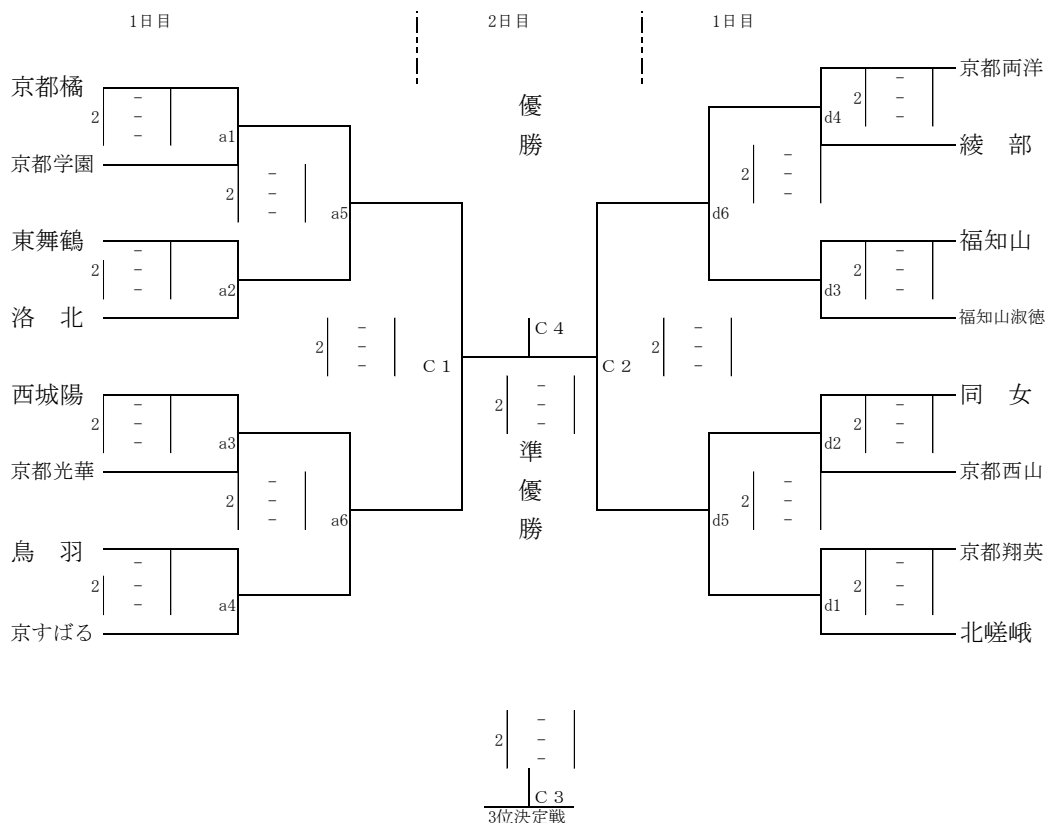 1日目 2日目 1日目
優勝
準優勝
京都橘
2 - - - a1
京都学園
2 - - - a5
東舞鶴
2 - - - a2
洛 北
2 - - - C 1
西城陽
2 - - - a3
京都光華
2 - - - a6
鳥 羽
2 - - - a4
京すばる
C 4
2 - - -
京都両洋
d4 2 - - -
綾 部
d6 2 - - -
福知山
d3 2 - - -
福知山淑徳
C 2 2 - - -
同 女
d2 2 - - -
京都西山
d5 2 - - -
京都翔英
d1 2 - - -
北嵯峨
2 - - -
C 3
3位決定戦